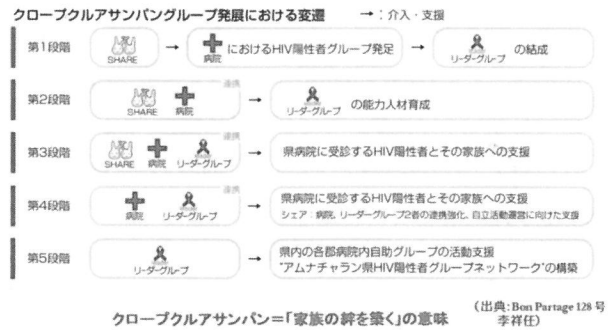 クローブクルアサンパングループ発展における変遷 →：介入・支援
第1段階 SHARE → 病院 におけるHIV陽性者グループ発足 → リーダーグループ の結成
連携
第2段階 SHARE 病院 → リーダーグループ の能力人材育成
連携
第3段階 SHARE 病院 リーダーグループ → 県病院に受診するHIV陽性者とその家族への支援
連携
第4段階 病院 リーダーグループ → 県病院に受診するHIV陽性者とその家族への支援
シェア：病院、リーダーグループ2者の連携強化、自立活動運営に向けた支援
第5段階 リーダーグループ → 県内の各郡病院内自助グループの活動支援
"アムナチャラン県HIV陽性者グループネットワーク"の構築
クローブクルアサンパン＝「家族の絆を築く」の意味
（出典：Bon Partage 128 号
李祥任）